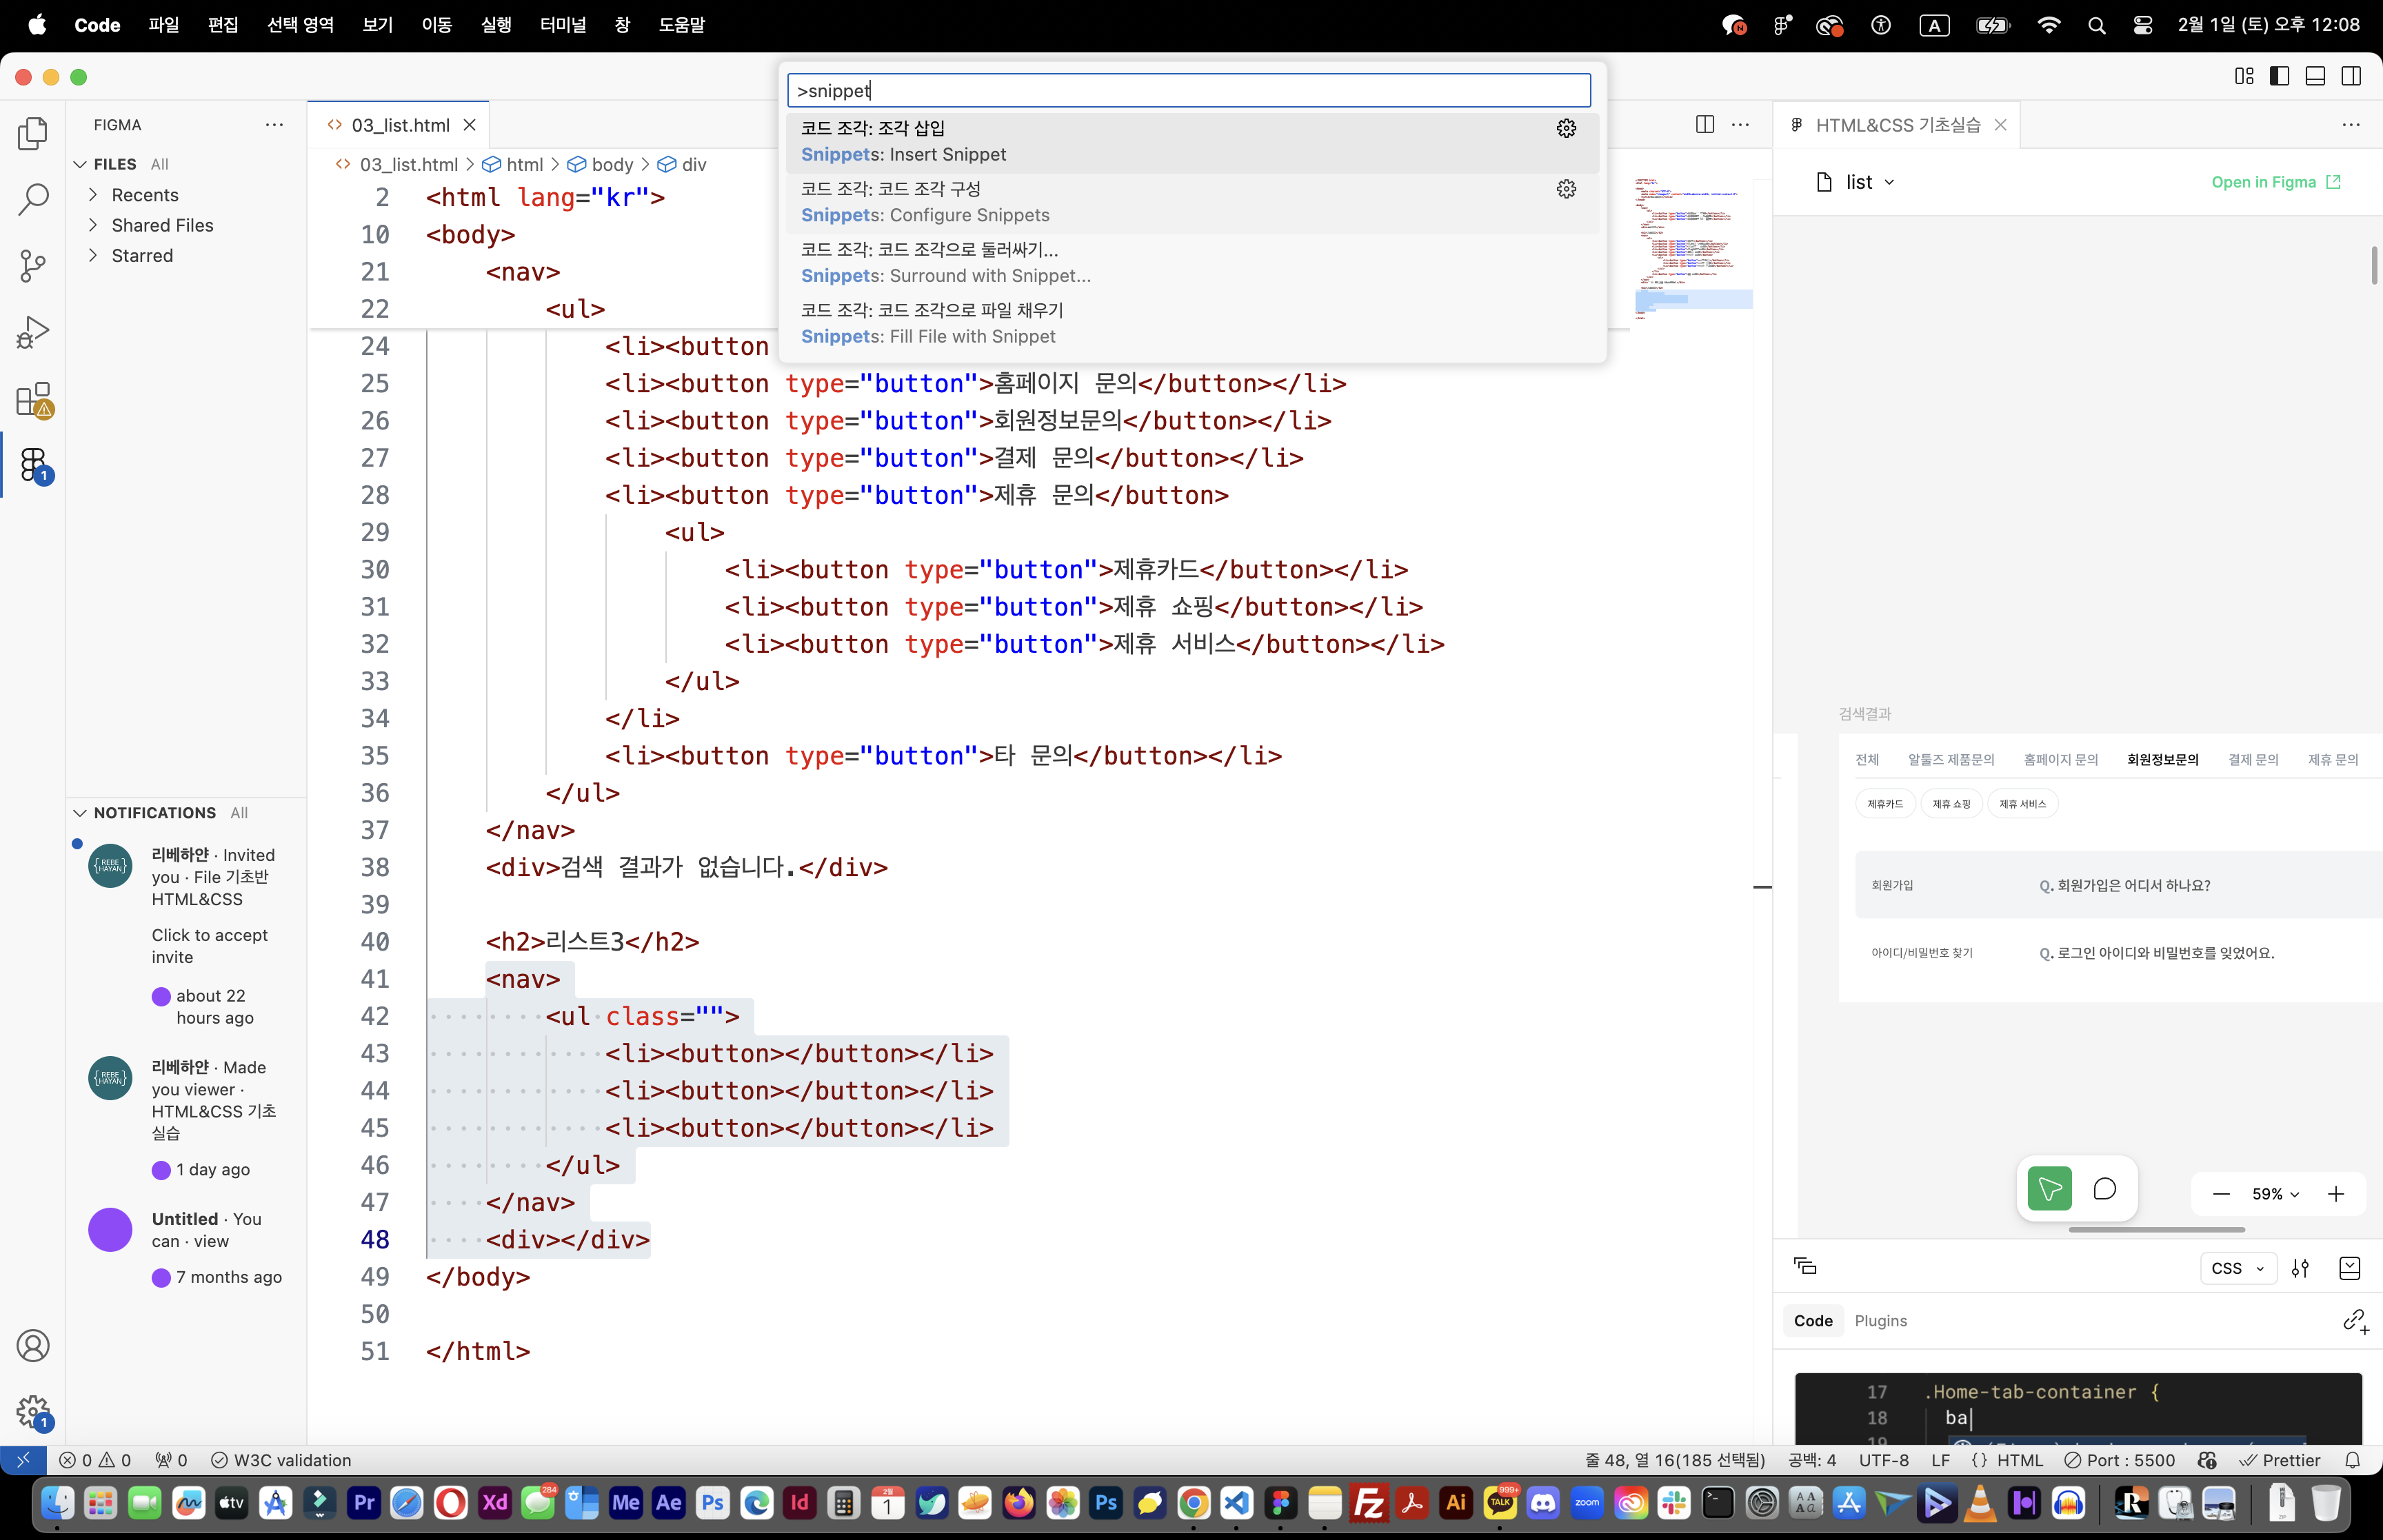 Code 파일 편집 선택 영역 보기 이동 실행 터미널 창 도움말
A 2월 1일 (토) 오후 12:08
>snippet
코드 조각: 조각 삽입
Snippets: Insert Snippet
코드 조각: 코드 조각 구성
Snippets: Configure Snippets
코드 조각: 코드 조각으로 둘러싸기...
Snippets: Surround with Snippet...
코드 조각: 코드 조각으로 파일 채우기
Snippets: Fill File with Snippet
FIGMA
FILES All
Recents
Shared Files
Starred
NOTIFICATIONS All
리베하얀 · Invited
you · File 기초반
HTML&CSS
Click to accept
invite
about 22
hours ago
리베하얀 · Made
you viewer ·
HTML&CSS 기초
실습
1 day ago
Untitled · You
can · view
7 months ago
03_list.html
03_list.html > html > body > div
2 <html lang="kr">
10 <body>
21 <nav>
22 <ul>
24 <li><button
25 <li><button type="button">홈페이지 문의</button></li>
26 <li><button type="button">회원정보문의</button></li>
27 <li><button type="button">결제 문의</button></li>
28 <li><button type="button">제휴 문의</button>
29 <ul>
30 <li><button type="button">제휴카드</button></li>
31 <li><button type="button">제휴 쇼핑</button></li>
32 <li><button type="button">제휴 서비스</button></li>
33 </ul>
34 </li>
35 <li><button type="button">타 문의</button></li>
36 </ul>
37 </nav>
38 <div>검색 결과가 없습니다.</div>
39
40 <h2>리스트3</h2>
41 <nav>
42 <ul class="">
43 <li><button></button></li>
44 <li><button></button></li>
45 <li><button></button></li>
46 </ul>
47 </nav>
48 <div></div>
49 </body>
50
51 </html>
HTML&CSS 기초실습
list Open in Figma
검색결과
전체 알툴즈 제품문의 홈페이지 문의 회원정보문의 결제 문의 제휴 문의
제휴카드 제휴 쇼핑 제휴 서비스
회원가입 Q. 회원가입은 어디서 하나요?
아이디/비밀번호 찾기 Q. 로그인 아이디와 비밀번호를 잊었어요.
59%
CSS
Code Plugins
17 .Home-tab-container {
18 ba
0 0 0 W3C validation
줄 48, 열 16(185 선택됨) 공백: 4 UTF-8 LF {} HTML Port : 5500 Prettier
tv Pr Xd 284 Me Ae Ps Id 2월 1 Ps Fz Ai TALK 999+ zoom R